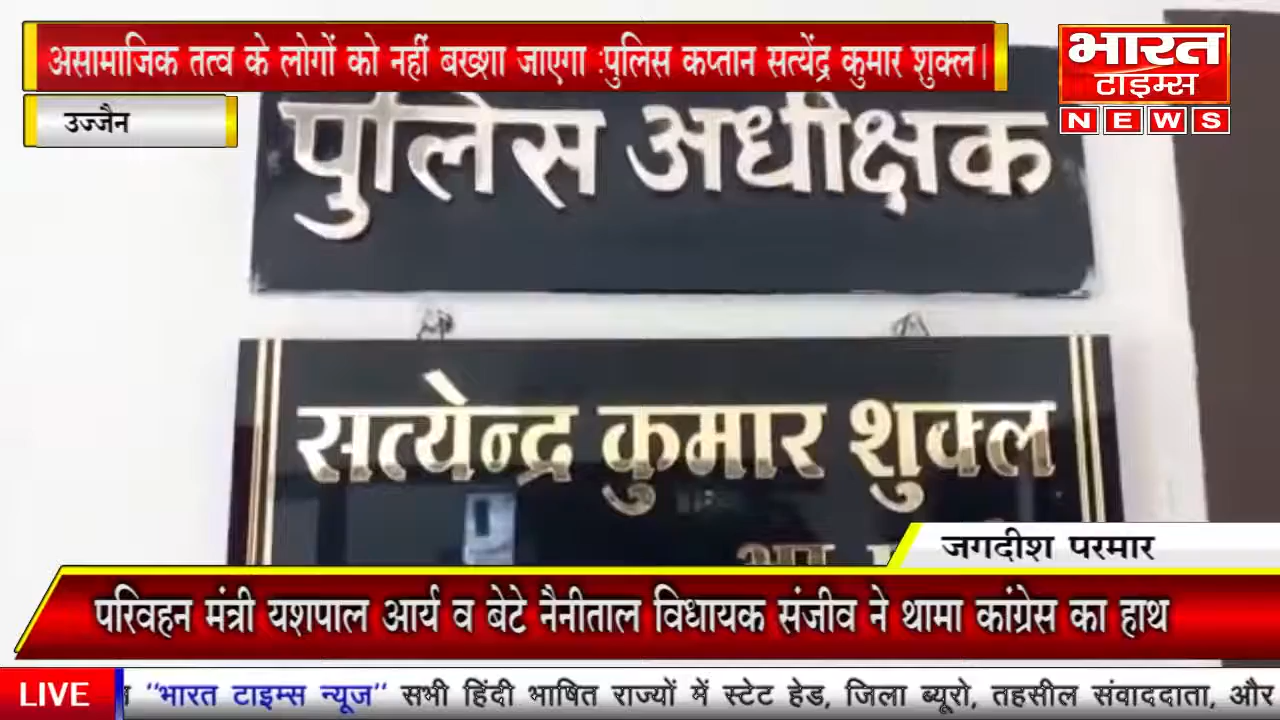 असामाजिक तत्व के लोगों को नहीं बख्शा जाएगा :पुलिस कप्तान सत्येंद्र कुमार शुक्ल।
भारत
टाइम्स
NEWS
उज्जैन
पुलिस अधीक्षक
सत्येन्द्र कुमार शुक्ल
जगदीश परमार
परिवहन मंत्री यशपाल आर्य व बेटे नैनीताल विधायक संजीव ने थामा कांग्रेस का हाथ
LIVE
"भारत टाइम्स न्यूज" सभी हिंदी भाषित राज्यों में स्टेट हेड, जिला ब्यूरो, तहसील संवाददाता, और